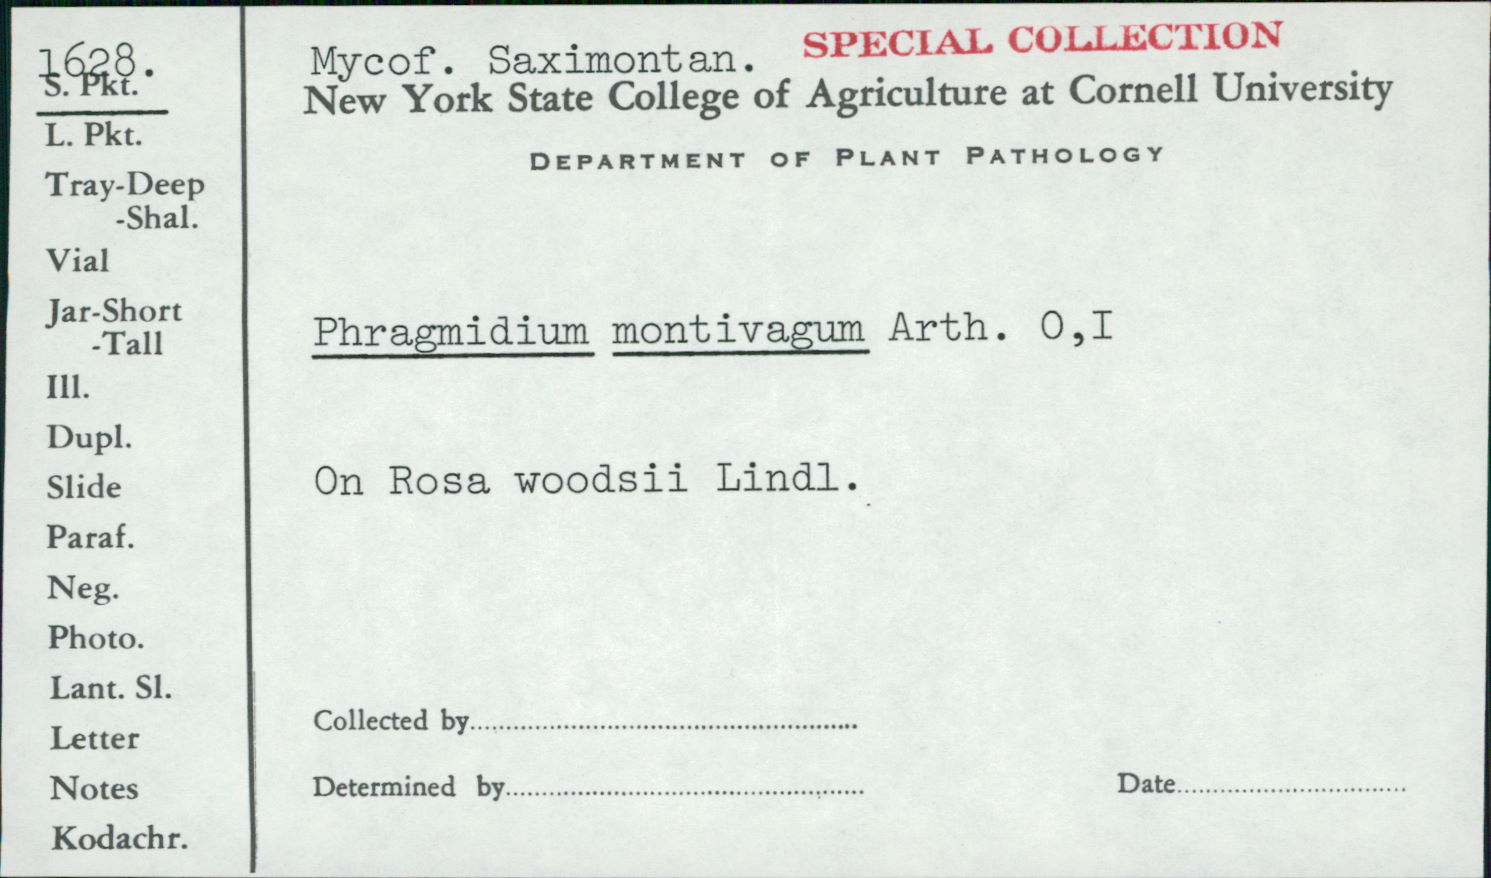 1628.
S. Pkt.
L. Pkt.
Tray-Deep
-Shal.
Vial
Jar-Short
-Tall
Ill.
Dupl.
Slide
Paraf.
Neg.
Photo.
Lant. Sl.
Letter
Notes
Kodachr.
Mycof. Saximontan. SPECIAL COLLECTION
New York State College of Agriculture at Cornell University
DEPARTMENT OF PLANT PATHOLOGY
Phragmidium montivagum Arth. O,I
On Rosa woodsii Lindl.
Collected by
Determined by Date